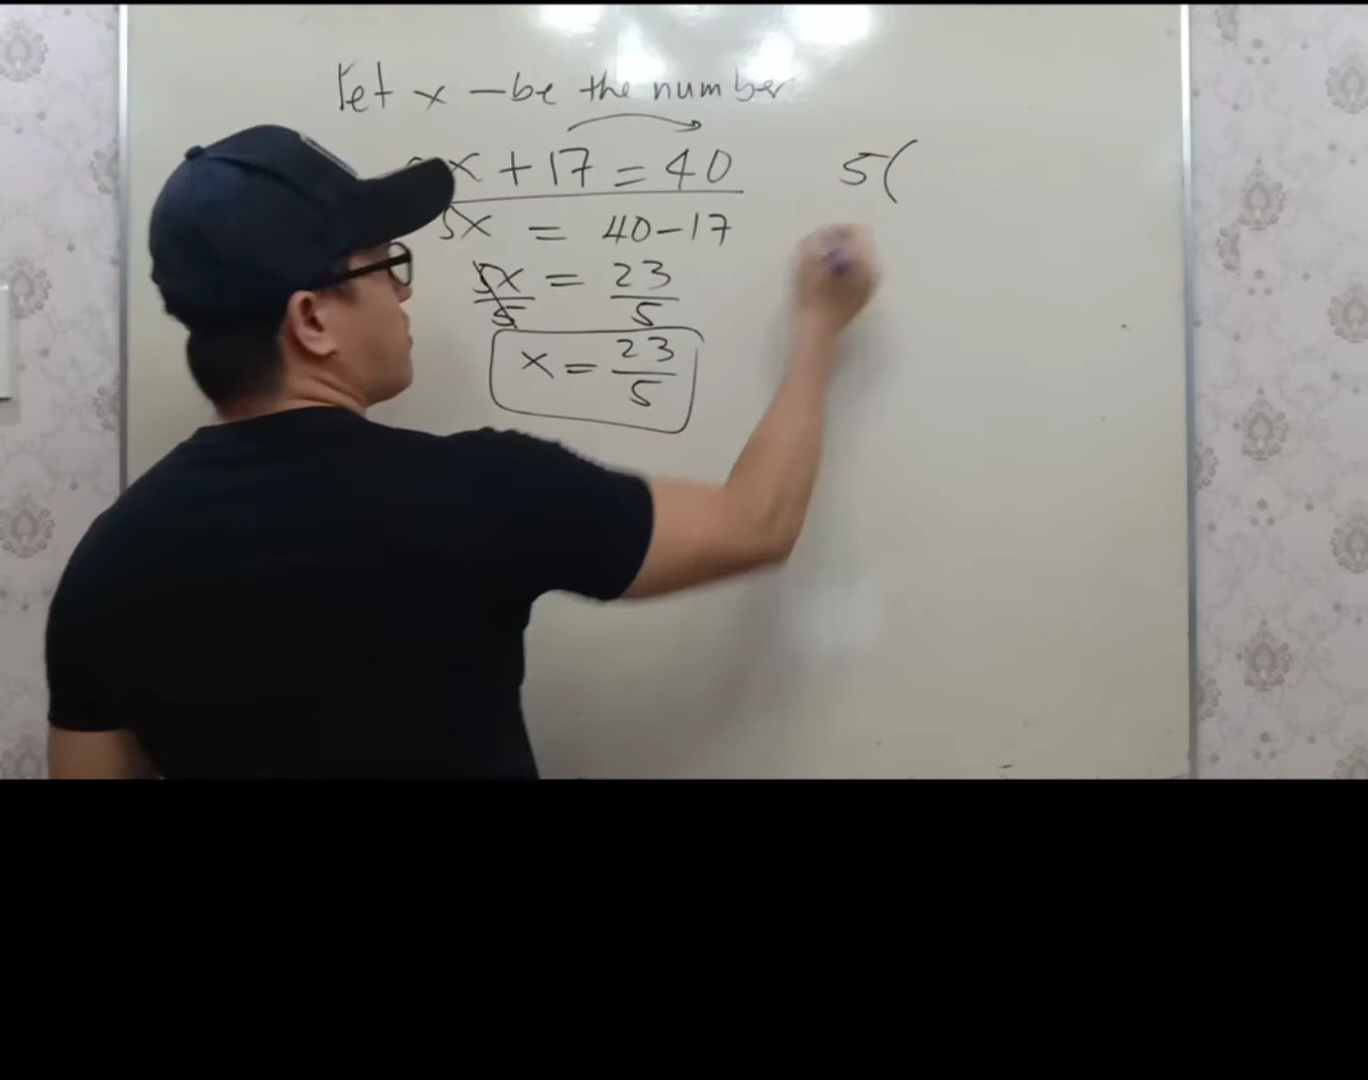 let x – be the number
x + 17 = 40
5x = 40 – 17
5x/5 = 23/5
x = 23/5
5(